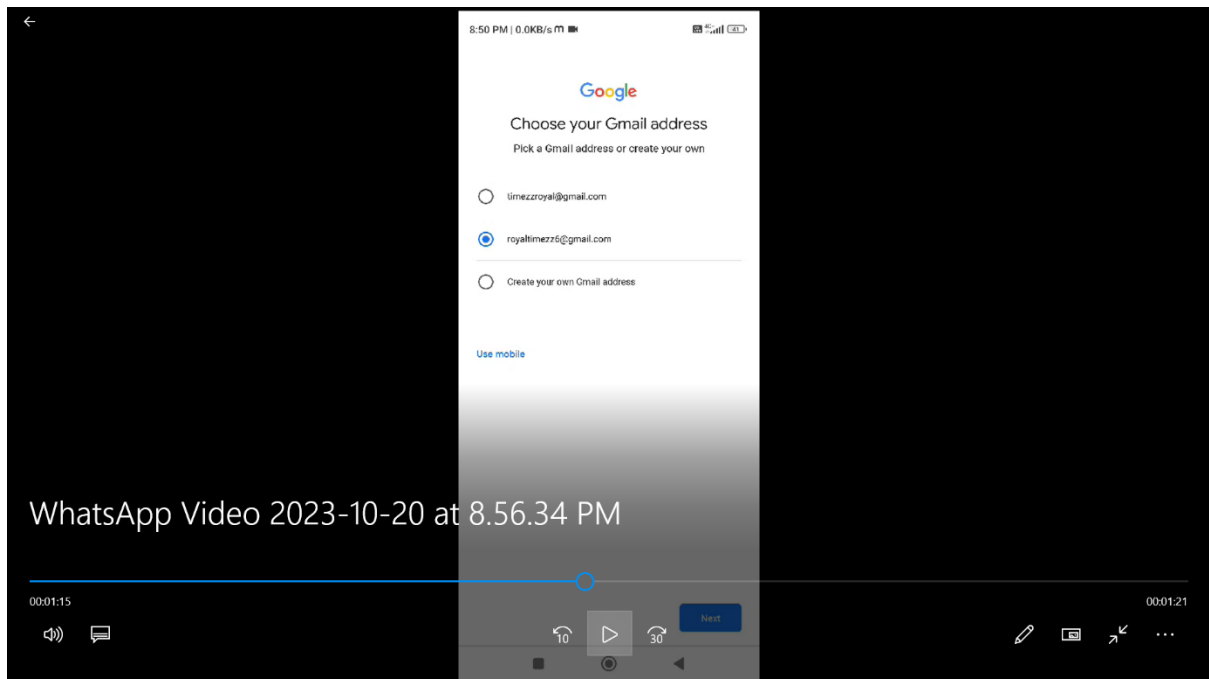 8:50 PM | 0.0KB/s
Google
Choose your Gmail address
Pick a Gmail address or create your own
timezzroyal@gmail.com
royaltimezz6@gmail.com
Create your own Gmail address
Use mobile
WhatsApp Video 2023-10-20 at 8.56.34 PM
00:01:15
00:01:21
10
30
Next